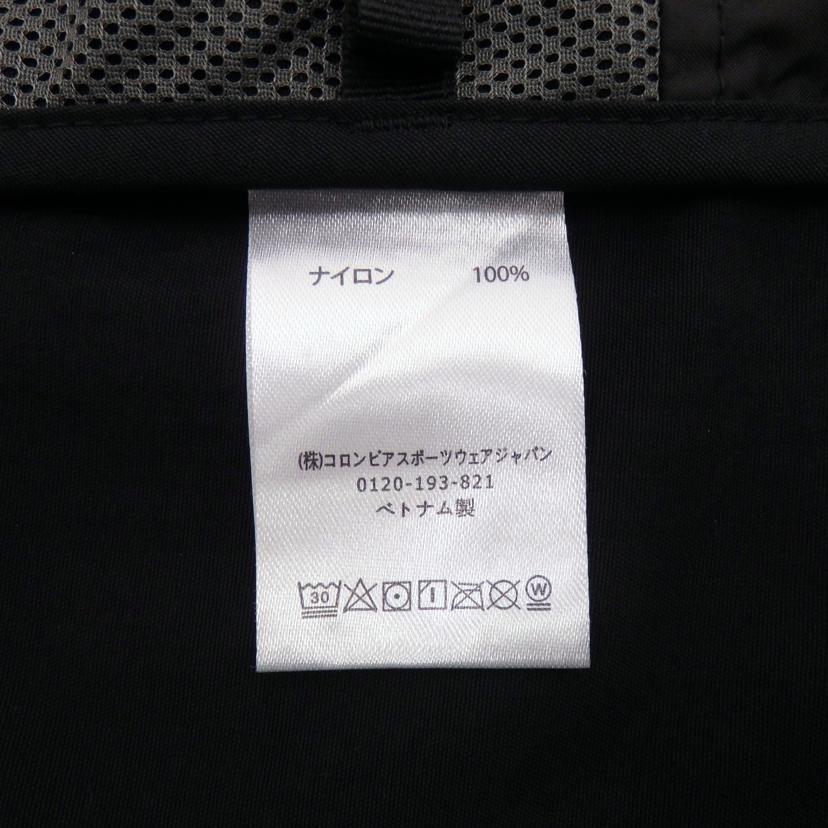 ナイロン 100%
(株)コロンビアスポーツウェアジャパン
0120-193-821
ベトナム製
30 W